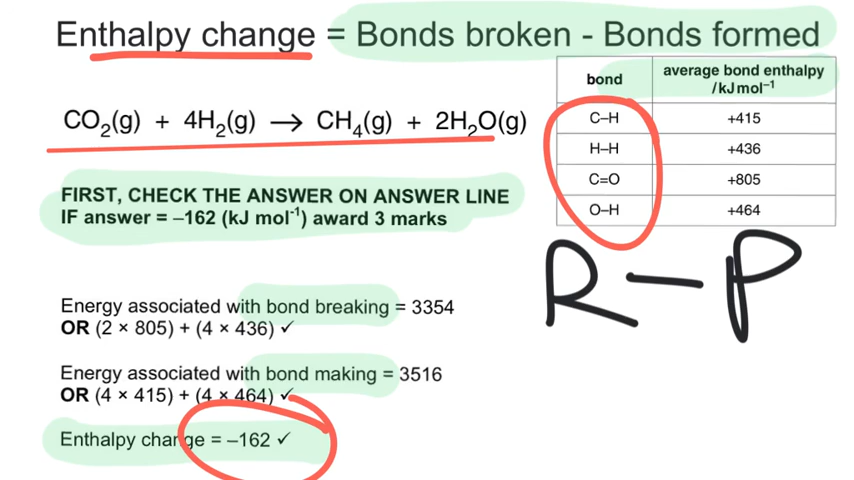 Enthalpy change = Bonds broken - Bonds formed
bond average bond enthalpy /kJ mol⁻¹
C–H +415
H–H +436
C=O +805
O–H +464
CO₂(g) + 4H₂(g) → CH₄(g) + 2H₂O(g)
FIRST, CHECK THE ANSWER ON ANSWER LINE
IF answer = –162 (kJ mol⁻¹) award 3 marks
R – P
Energy associated with bond breaking = 3354
OR (2 × 805) + (4 × 436) ✓
Energy associated with bond making = 3516
OR (4 × 415) + (4 × 464) ✓
Enthalpy change = –162 ✓